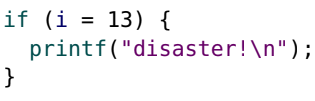 if (i = 13) {
  printf("disaster!\n");
}